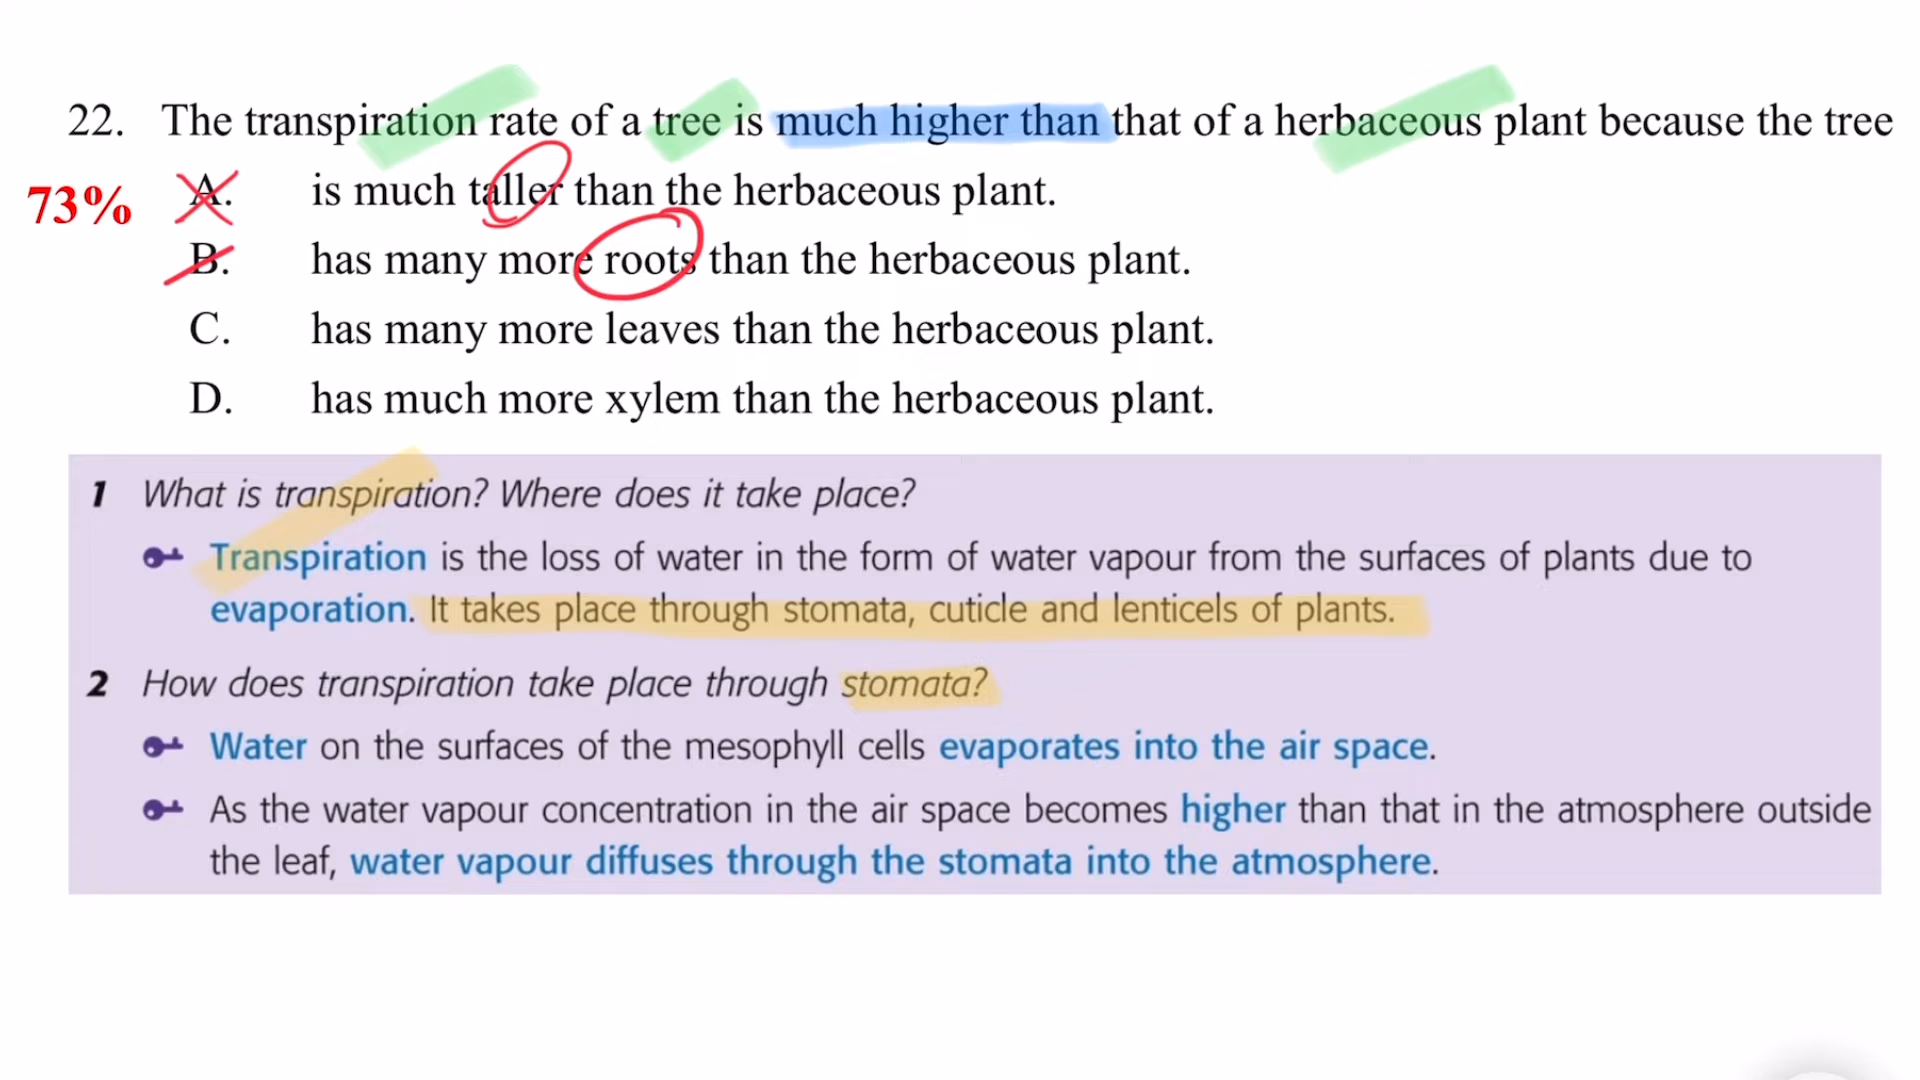 22. The transpiration rate of a tree is much higher than that of a herbaceous plant because the tree
73% A. is much taller than the herbaceous plant.
B. has many more roots than the herbaceous plant.
C. has many more leaves than the herbaceous plant.
D. has much more xylem than the herbaceous plant.
1 What is transpiration? Where does it take place?
Transpiration is the loss of water in the form of water vapour from the surfaces of plants due to
evaporation. It takes place through stomata, cuticle and lenticels of plants.
2 How does transpiration take place through stomata?
Water on the surfaces of the mesophyll cells evaporates into the air space.
As the water vapour concentration in the air space becomes higher than that in the atmosphere outside
the leaf, water vapour diffuses through the stomata into the atmosphere.